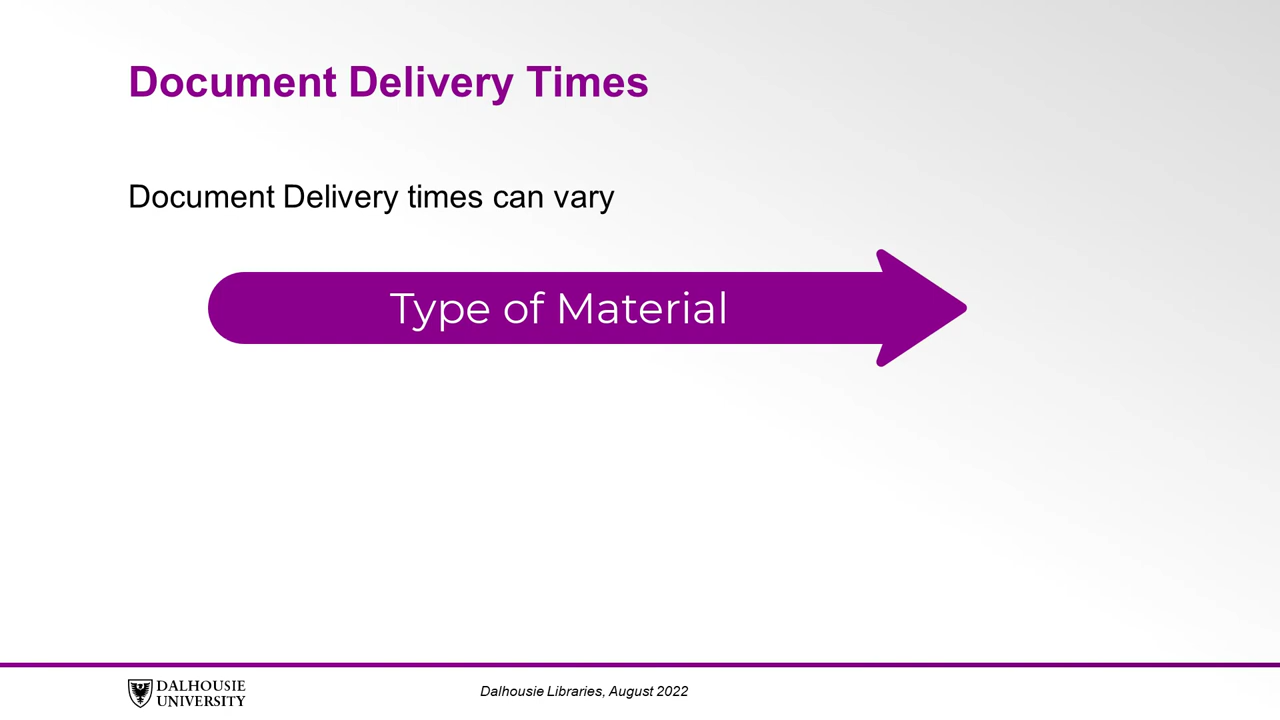 Document Delivery Times
Document Delivery times can vary
Type of Material
DALHOUSIE
UNIVERSITY
Dalhousie Libraries, August 2022